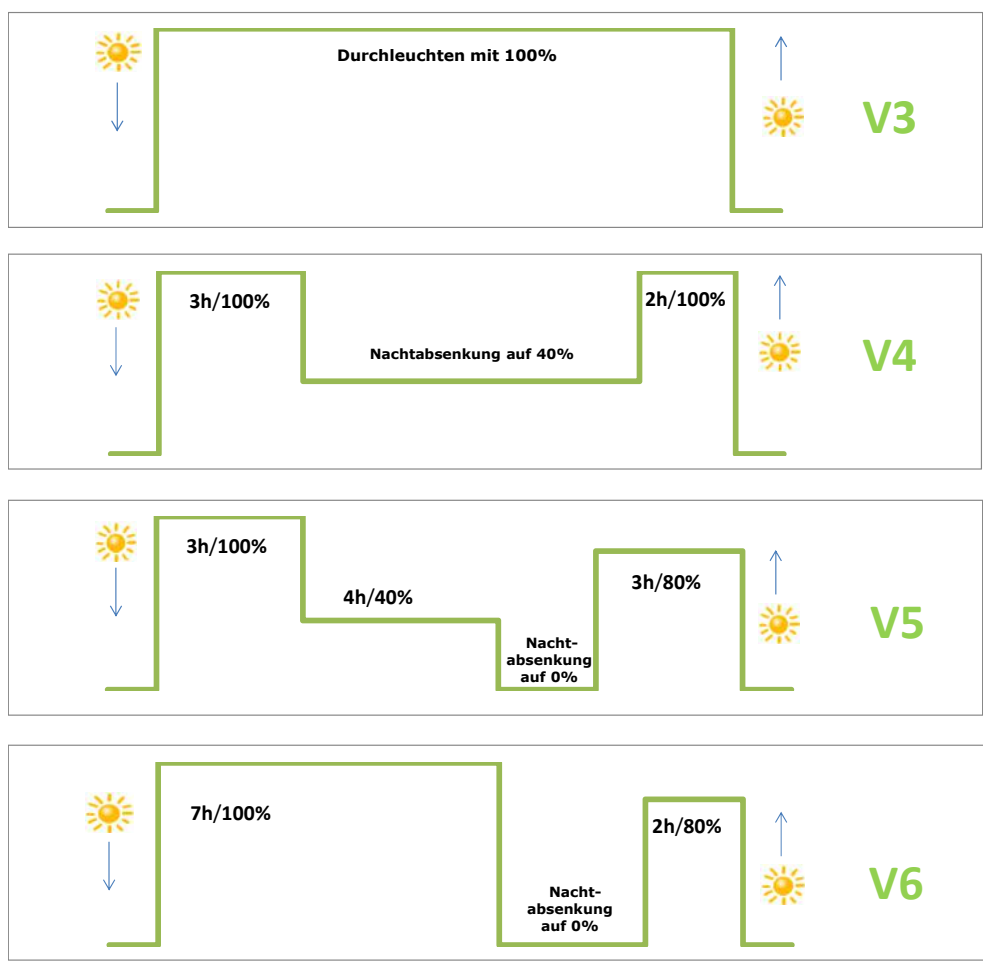 Durchleuchten mit 100%
V3
3h/100%
2h/100%
Nachtabsenkung auf 40%
V4
3h/100%
4h/40%
Nacht-
absenkung
auf 0%
3h/80%
V5
7h/100%
Nacht-
absenkung
auf 0%
2h/80%
V6